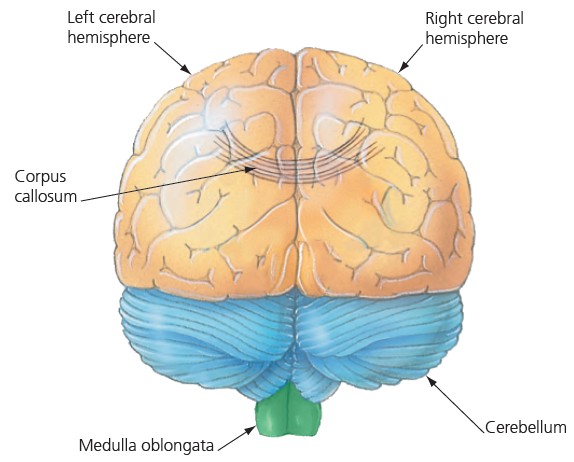 Left cerebral
hemisphere
Right cerebral
hemisphere
Corpus
callosum
Cerebellum
Medulla oblongata